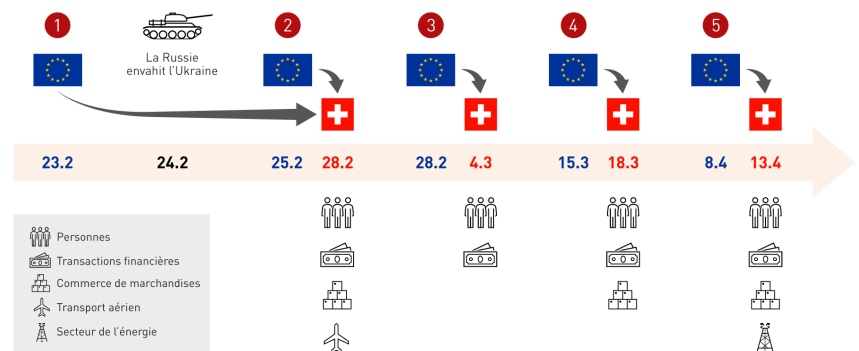 1 2 3 4 5
La Russie
envahit l'Ukraine
23.2 24.2 25.2 28.2 28.2 4.3 15.3 18.3 8.4 13.4
Personnes
Transactions financières
Commerce de marchandises
Transport aérien
Secteur de l'énergie